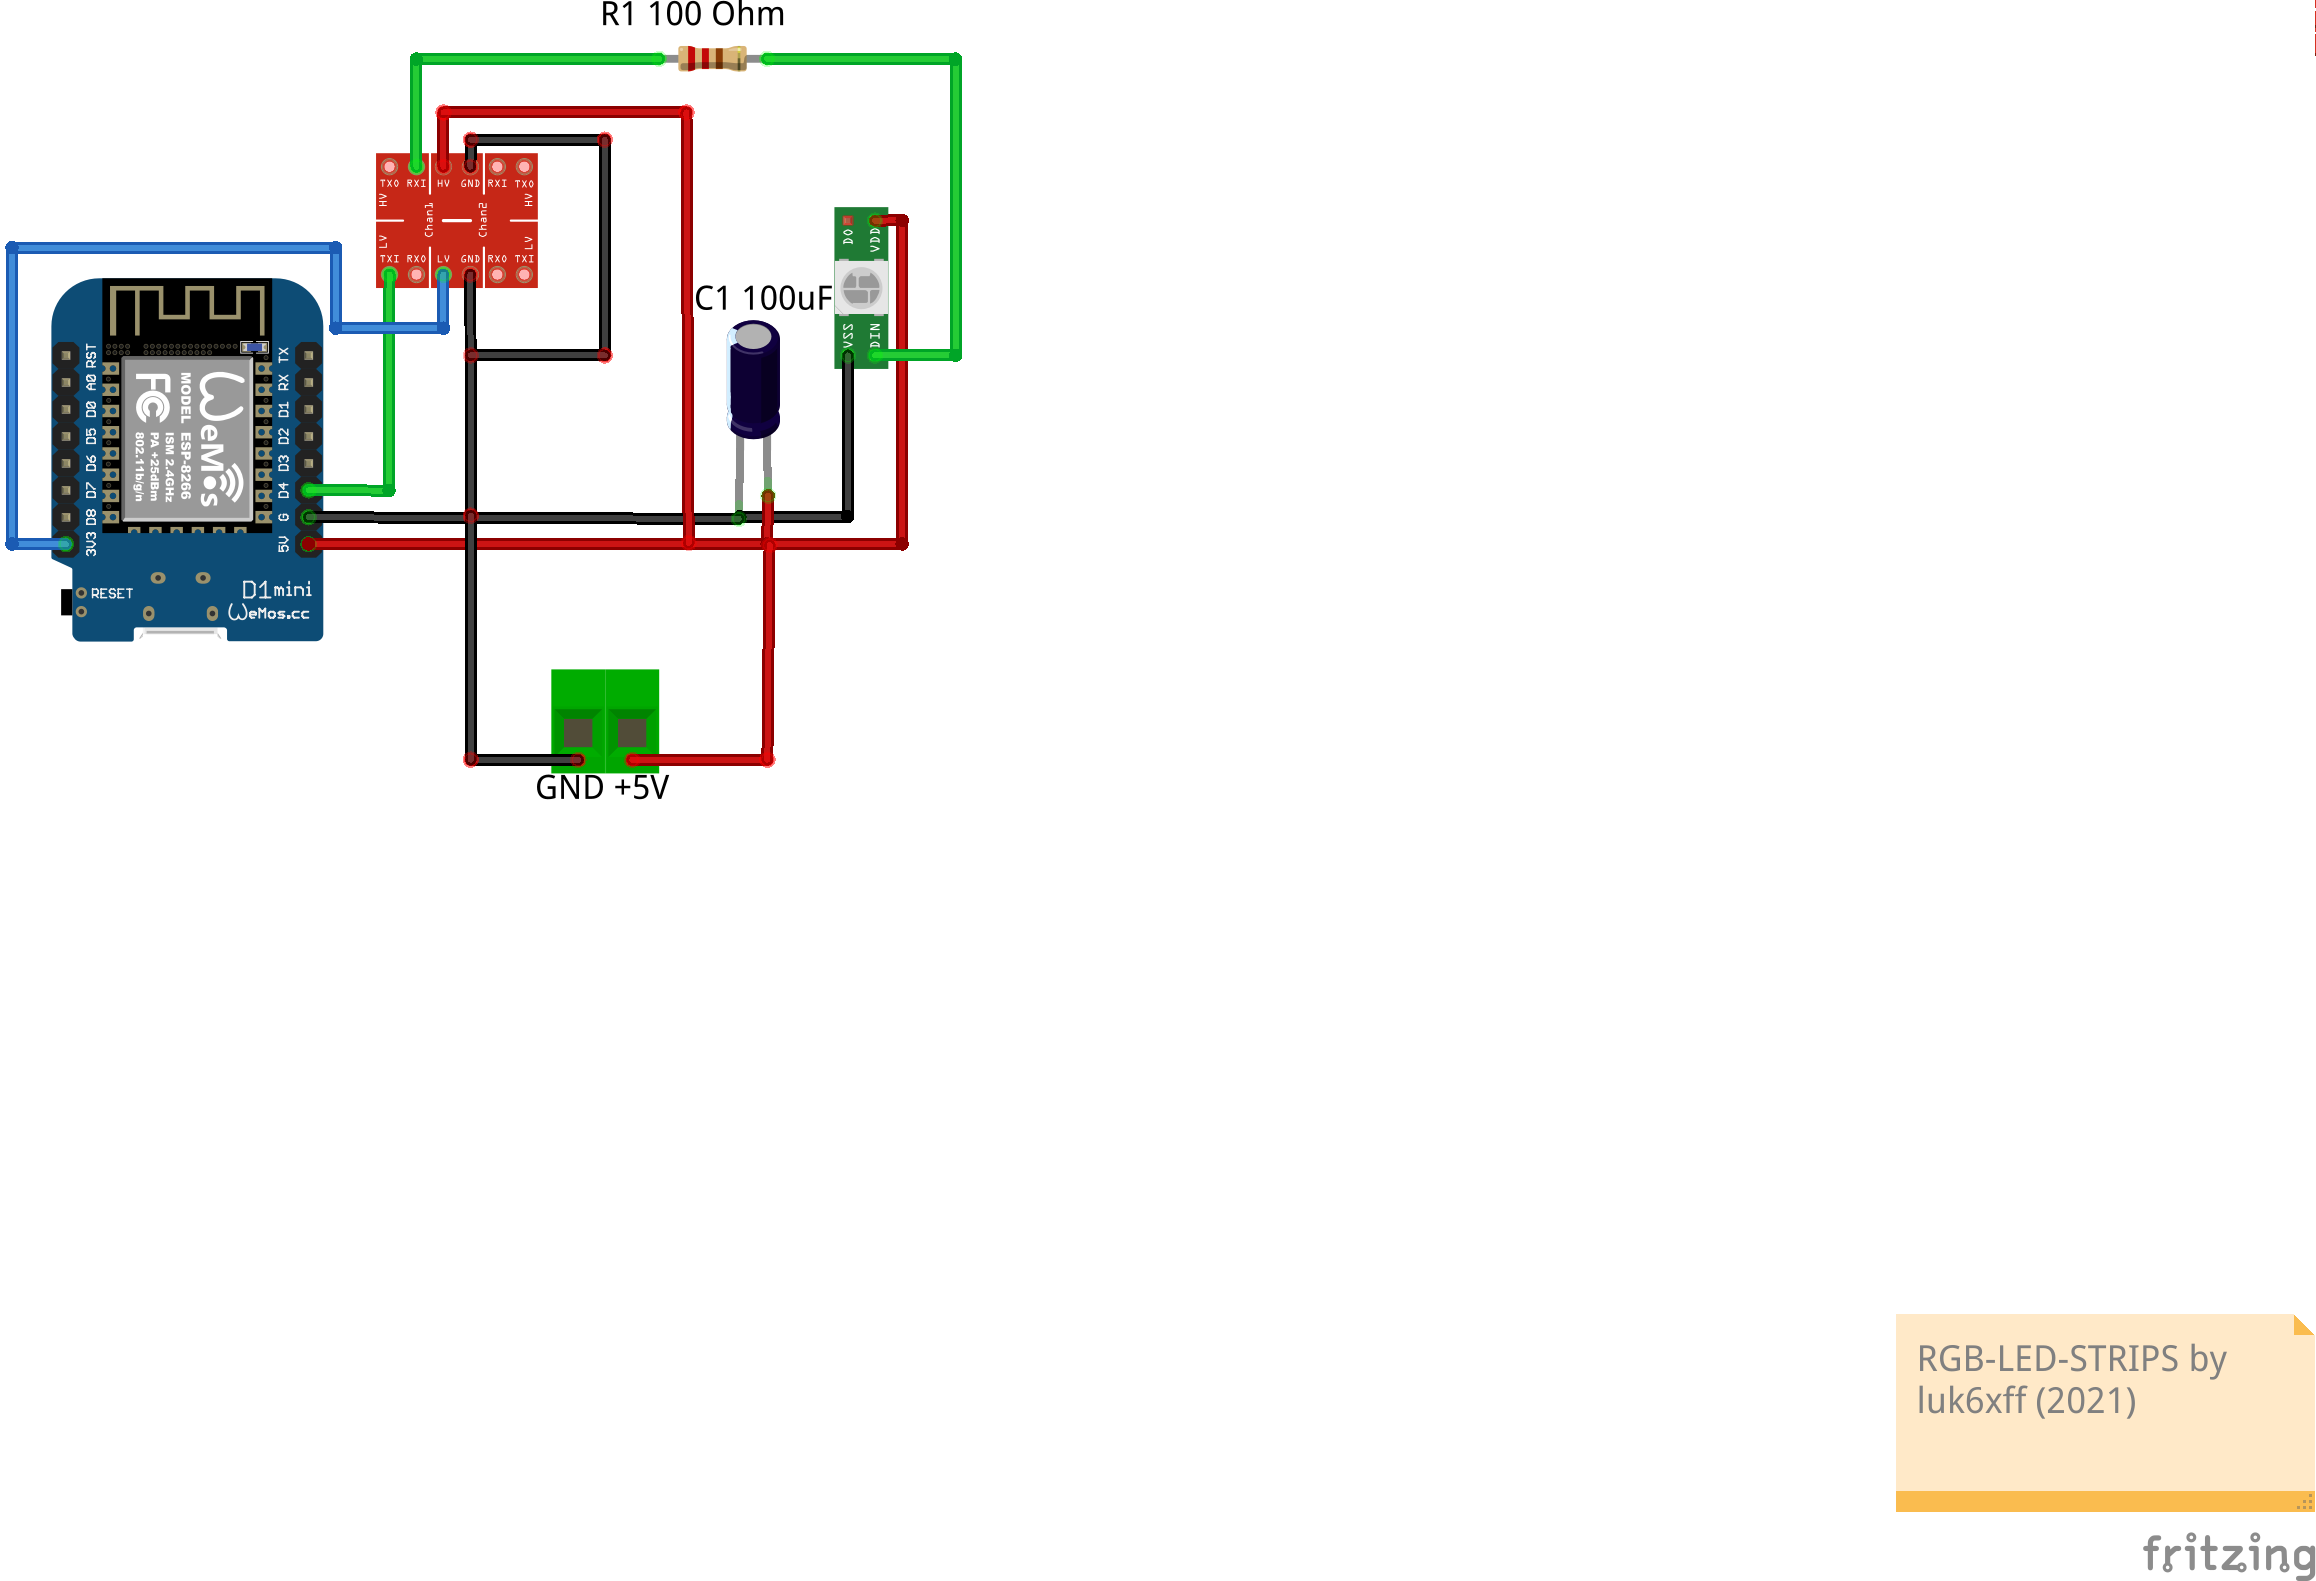 R1 100 Ohm
TXO RXI HV GND RXI TXO
HV
HV
Chan1
Chan2
LV
LV
TXI RXO LV GND RXO TXI
DO
VDD
VSS
DIN
C1 100uF
RST
A0
D0
D5
D6
D7
D8
3V3
TX
RX
D1
D2
D3
D4
G
5V
WeMos
MODEL ESP-8266
ISM 2.4GHz
PA +25dBm
802.11b/g/n
FC
RESET
D1mini
WeMos.cc
GND +5V
RGB-LED-STRIPS by
luk6xff (2021)
fritzing